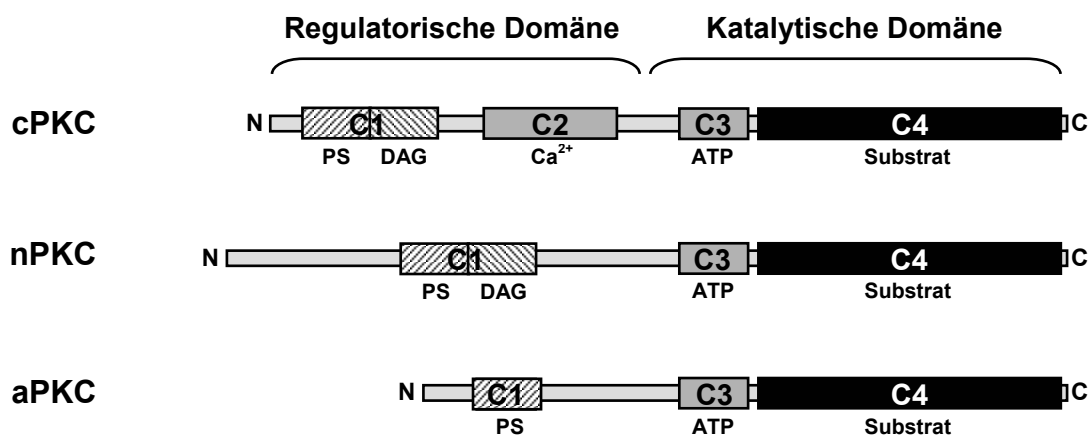 Regulatorische Domäne Katalytische Domäne
cPKC N C1 C2 C3 C4 C
PS DAG Ca²⁺ ATP Substrat
nPKC N C1 C3 C4 C
PS DAG ATP Substrat
aPKC N C1 C3 C4 C
PS ATP Substrat